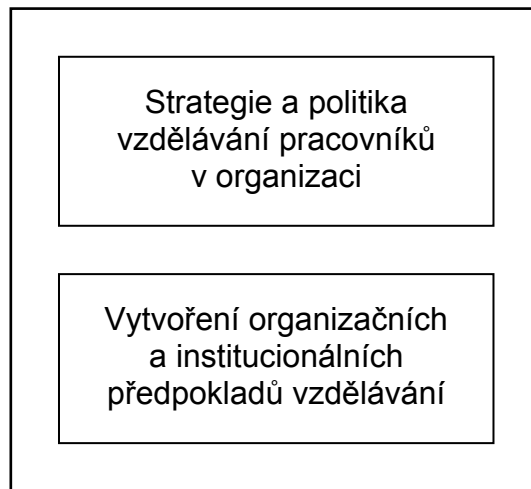 Strategie a politika
vzdělávání pracovníků
v organizaci
Vytvoření organizačních
a institucionálních
předpokladů vzdělávání